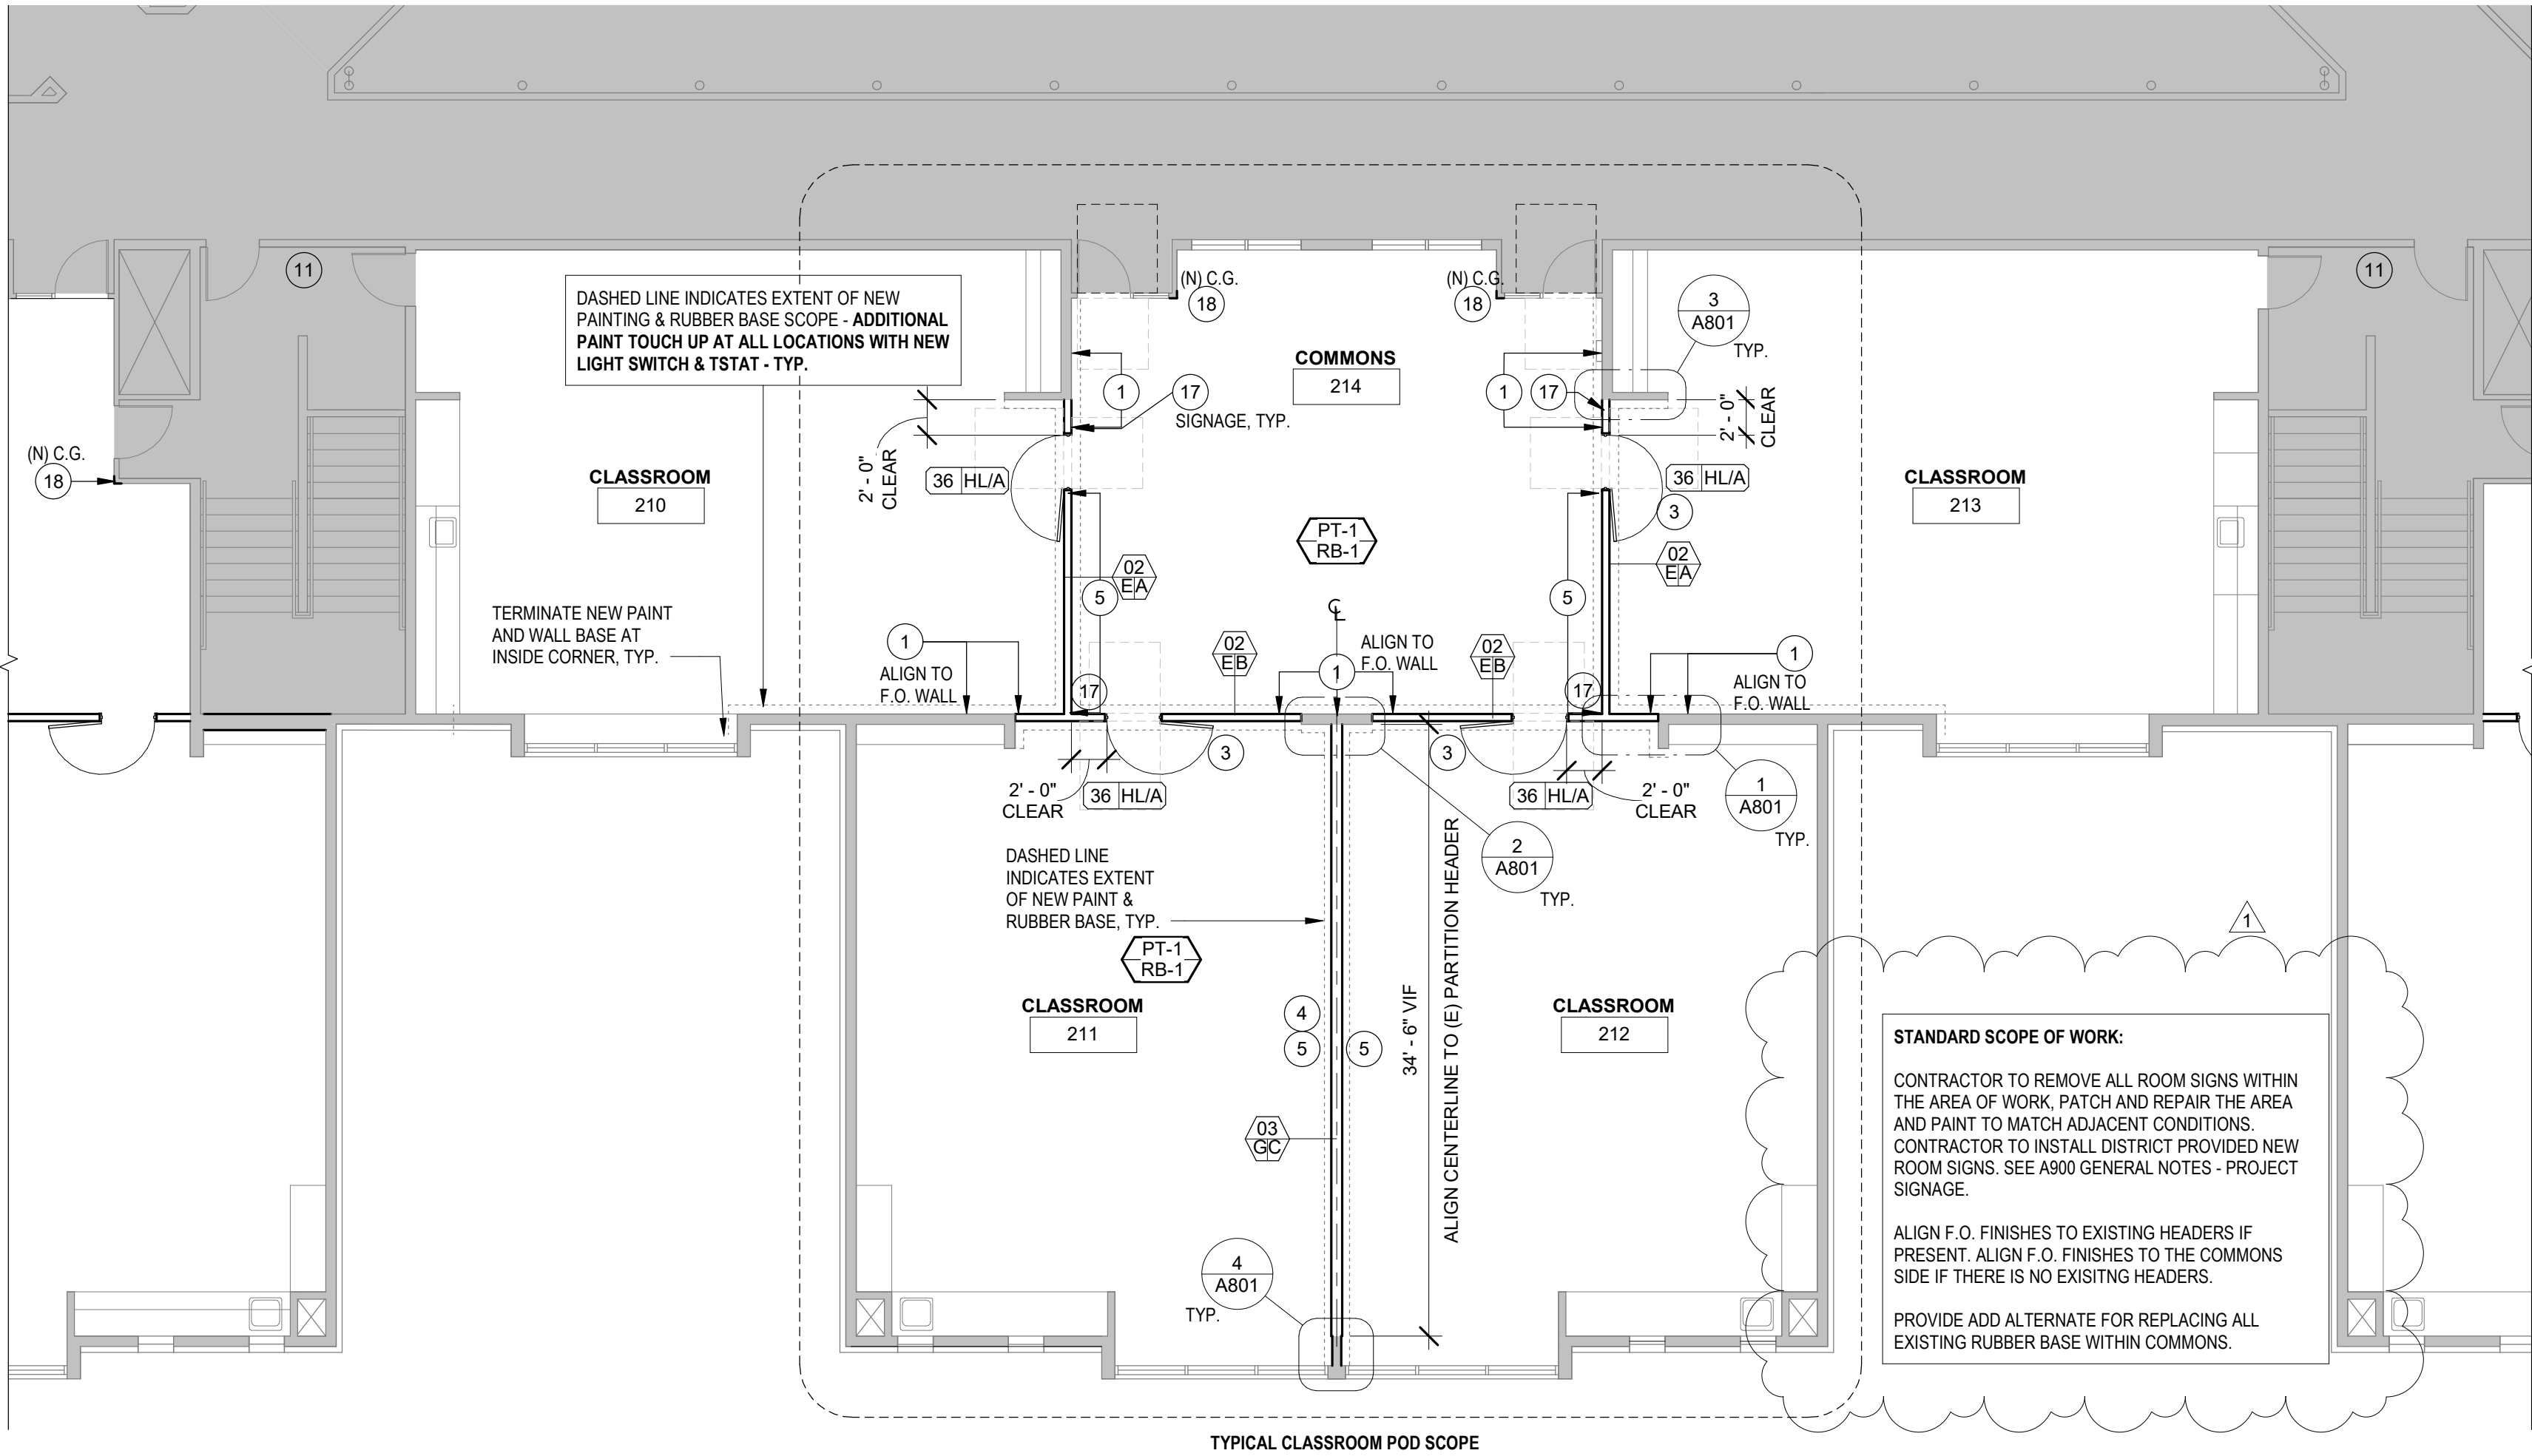 11
DASHED LINE INDICATES EXTENT OF NEW
PAINTING & RUBBER BASE SCOPE - ADDITIONAL
PAINT TOUCH UP AT ALL LOCATIONS WITH NEW
LIGHT SWITCH & TSTAT - TYP.
(N) C.G.
18
(N) C.G.
18
3
A801
TYP.
11
COMMONS
214
1
17
SIGNAGE, TYP.
1
17
2' - 0"
CLEAR
2' - 0"
CLEAR
(N) C.G.
18
CLASSROOM
210
36 HL/A
36 HL/A
3
CLASSROOM
213
PT-1
RB-1
02
EA
02
EA
5
5
TERMINATE NEW PAINT
AND WALL BASE AT
INSIDE CORNER, TYP.
1
ALIGN TO
F.O. WALL
02
EB
CL
1
ALIGN TO
F.O. WALL
02
EB
1
ALIGN TO
F.O. WALL
17
17
3
3
2' - 0"
CLEAR
36 HL/A
36 HL/A
2' - 0"
CLEAR
1
A801
TYP.
2
A801
TYP.
DASHED LINE
INDICATES EXTENT
OF NEW PAINT &
RUBBER BASE, TYP.
PT-1
RB-1
CLASSROOM
211
4
5
5
34' - 6" VIF
ALIGN CENTERLINE TO (E) PARTITION HEADER
CLASSROOM
212
03
GC
4
A801
TYP.
1
STANDARD SCOPE OF WORK:
CONTRACTOR TO REMOVE ALL ROOM SIGNS WITHIN
THE AREA OF WORK, PATCH AND REPAIR THE AREA
AND PAINT TO MATCH ADJACENT CONDITIONS.
CONTRACTOR TO INSTALL DISTRICT PROVIDED NEW
ROOM SIGNS. SEE A900 GENERAL NOTES - PROJECT
SIGNAGE.
ALIGN F.O. FINISHES TO EXISTING HEADERS IF
PRESENT. ALIGN F.O. FINISHES TO THE COMMONS
SIDE IF THERE IS NO EXISITNG HEADERS.
PROVIDE ADD ALTERNATE FOR REPLACING ALL
EXISTING RUBBER BASE WITHIN COMMONS.
TYPICAL CLASSROOM POD SCOPE